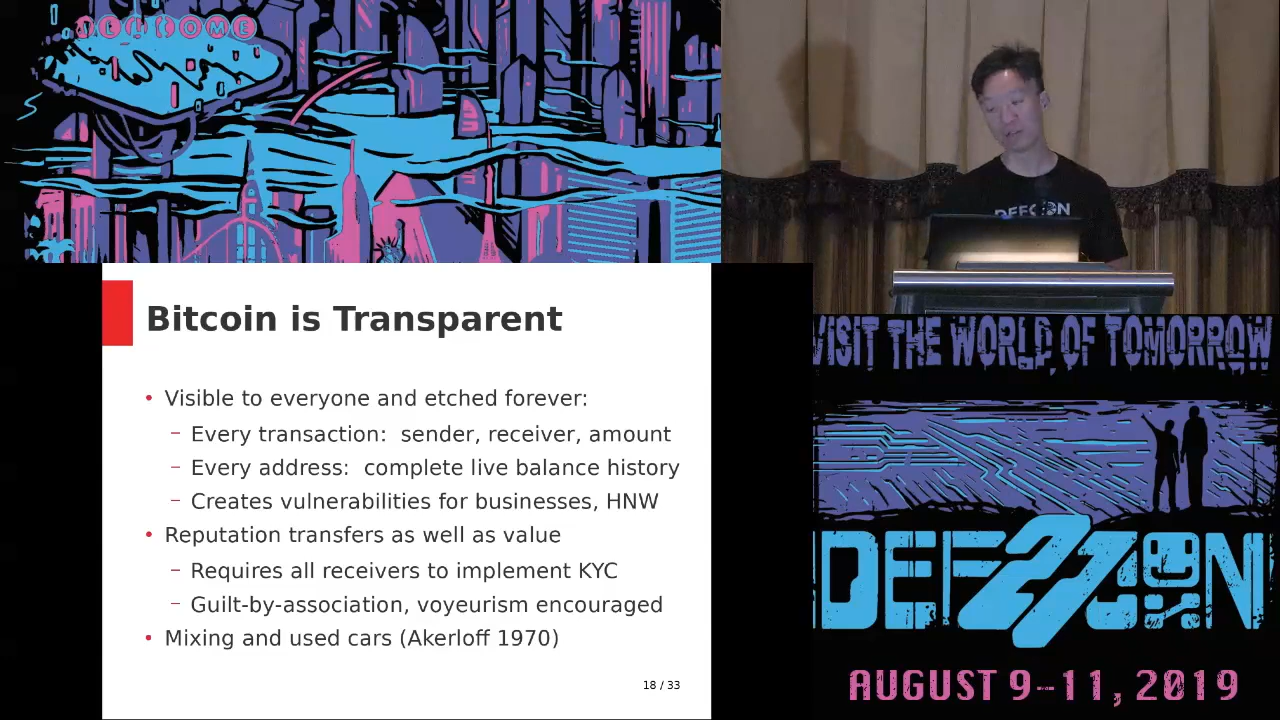 WELCOME
DEFCON
Bitcoin is Transparent
• Visible to everyone and etched forever:
– Every transaction: sender, receiver, amount
– Every address: complete live balance history
– Creates vulnerabilities for businesses, HNW
• Reputation transfers as well as value
– Requires all receivers to implement KYC
– Guilt-by-association, voyeurism encouraged
• Mixing and used cars (Akerloff 1970)
18 / 33
VISIT THE WORLD OF TOMORROW
DEF27CON
AUGUST 9--11, 2019